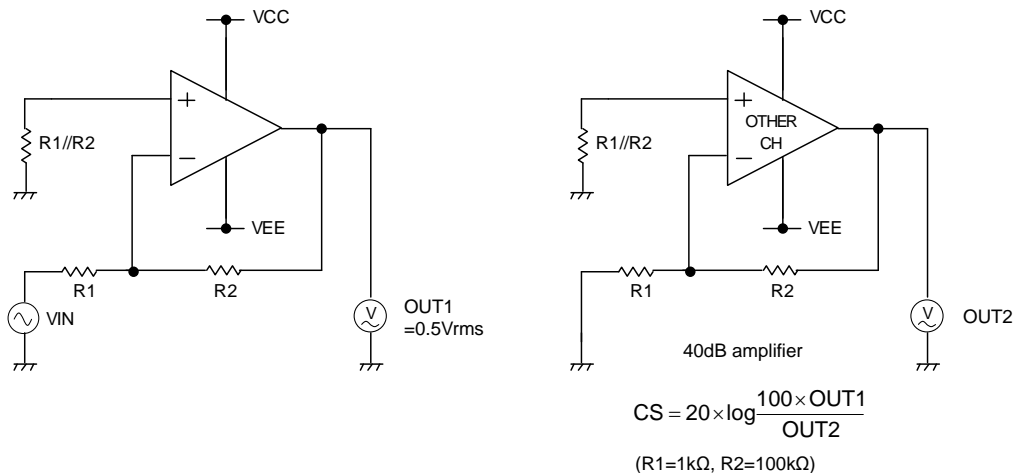 VCC
R1//R2
+
−
VEE
R1
R2
VIN
V
OUT1
=0.5Vrms
VCC
R1//R2
+
OTHER
CH
−
VEE
R1
R2
V
OUT2
40dB amplifier
CS = 20×log 100×OUT1
OUT2
(R1=1kΩ, R2=100kΩ)